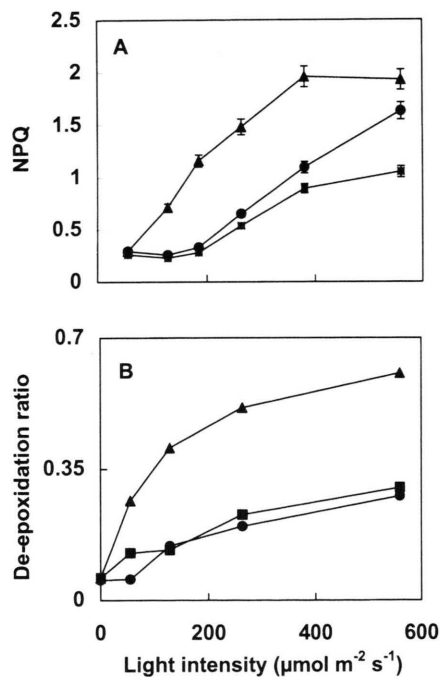 2.5
A
2
1.5
NPQ
1
0.5
0
0.7
B
De-epoxidation ratio
0.35
0
0
200
400
600
Light intensity (µmol m⁻² s⁻¹)